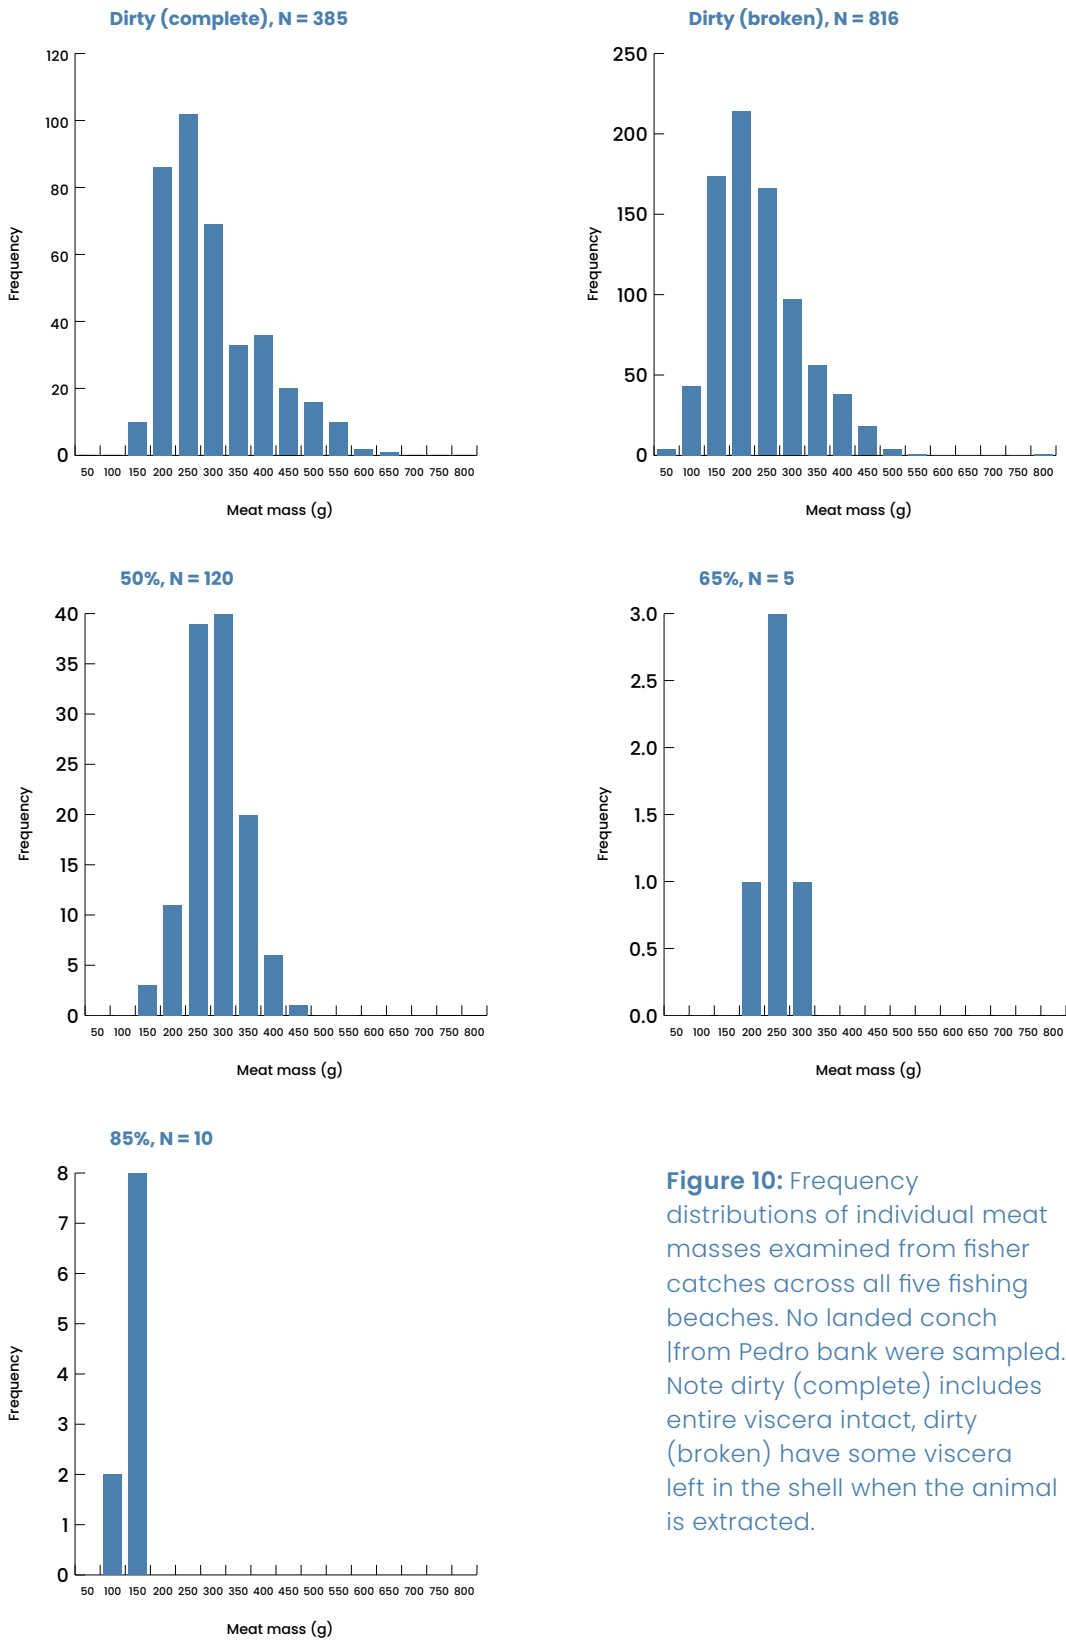 Dirty (complete), N = 385
120
100
80
60
40
20
0
Frequency
50 100 150 200 250 300 350 400 450 500 550 600 650 700 750 800
Meat mass (g)
Dirty (broken), N = 816
250
200
150
100
50
0
Frequency
50 100 150 200 250 300 350 400 450 500 550 600 650 700 750 800
Meat mass (g)
50%, N = 120
40
35
30
25
20
15
10
5
0
Frequency
50 100 150 200 250 300 350 400 450 500 550 600 650 700 750 800
Meat mass (g)
65%, N = 5
3.0
2.5
2.0
1.5
1.0
0.5
0.0
Frequency
50 100 150 200 250 300 350 400 450 500 550 600 650 700 750 800
Meat mass (g)
85%, N = 10
8
7
6
5
4
3
2
1
0
Frequency
50 100 150 200 250 300 350 400 450 500 550 600 650 700 750 800
Meat mass (g)
Figure 10: Frequency
distributions of individual meat
masses examined from fisher
catches across all five fishing
beaches. No landed conch
|from Pedro bank were sampled.
Note dirty (complete) includes
entire viscera intact, dirty
(broken) have some viscera
left in the shell when the animal
is extracted.